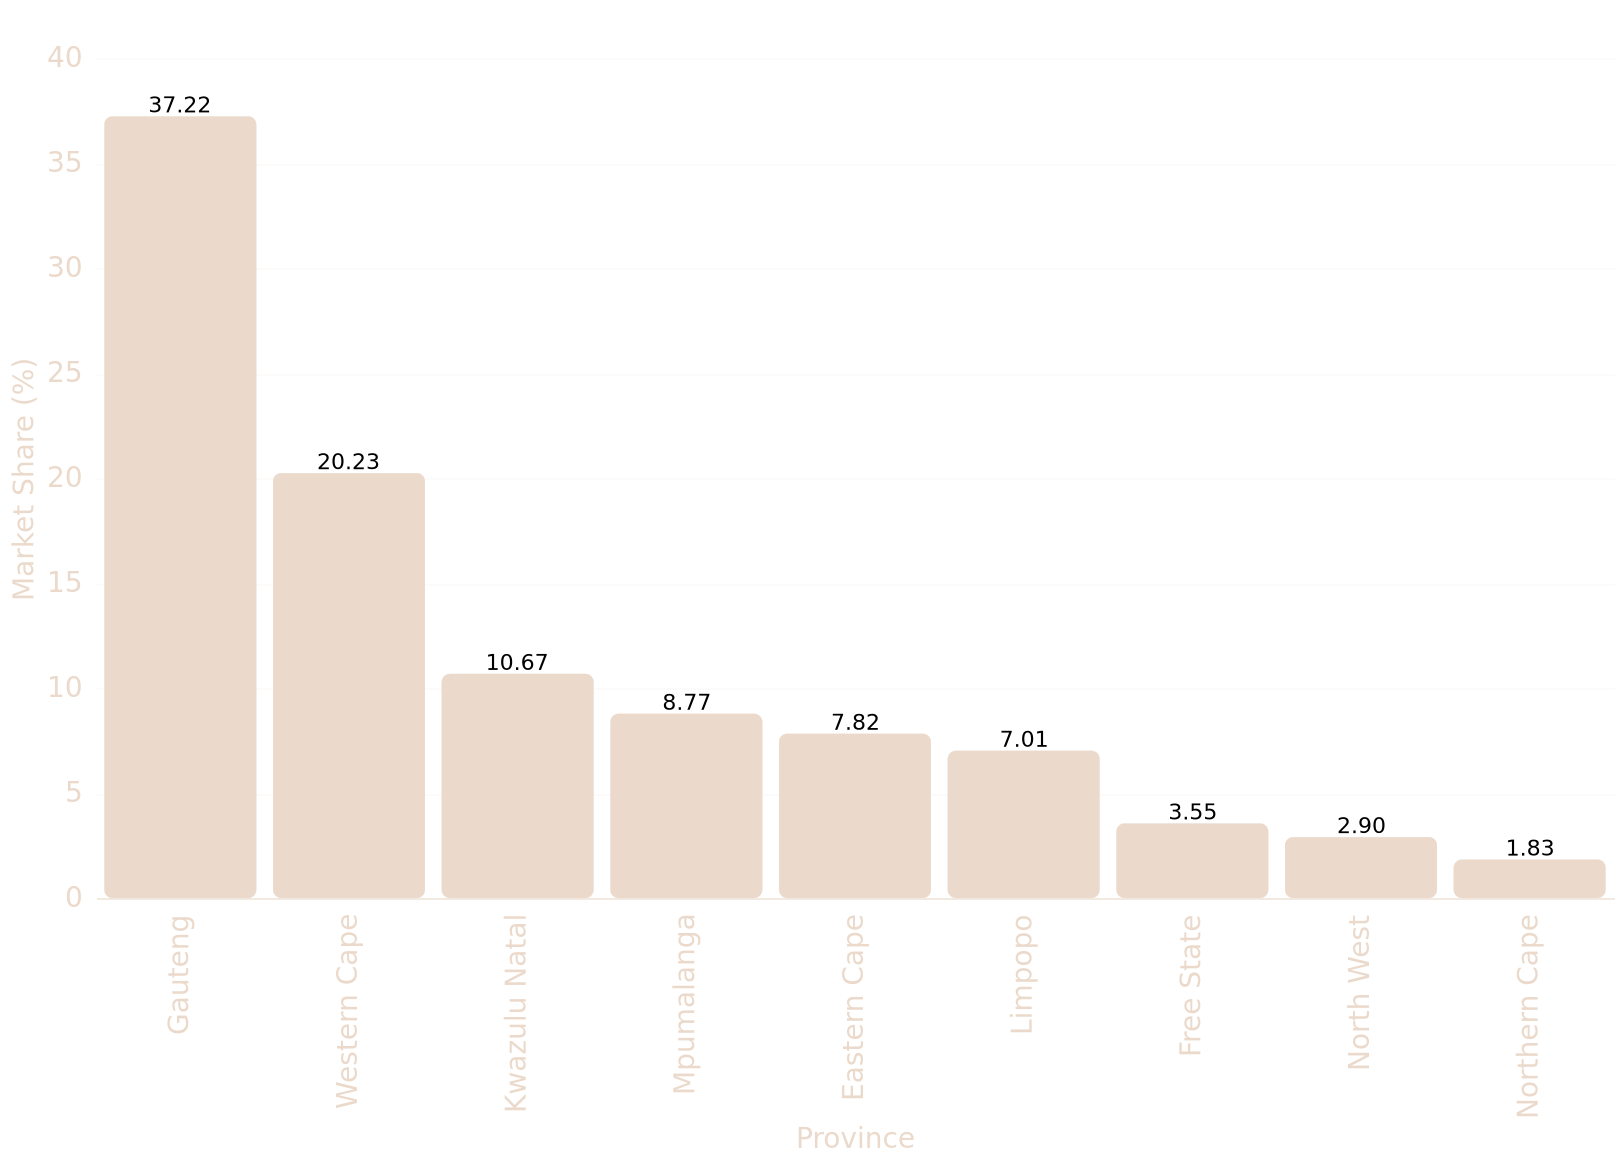 40
35
30
25
20
15
10
5
0
Market Share (%)
37.22
20.23
10.67
8.77
7.82
7.01
3.55
2.90
1.83
Gauteng
Western Cape
Kwazulu Natal
Mpumalanga
Eastern Cape
Limpopo
Free State
North West
Northern Cape
Province